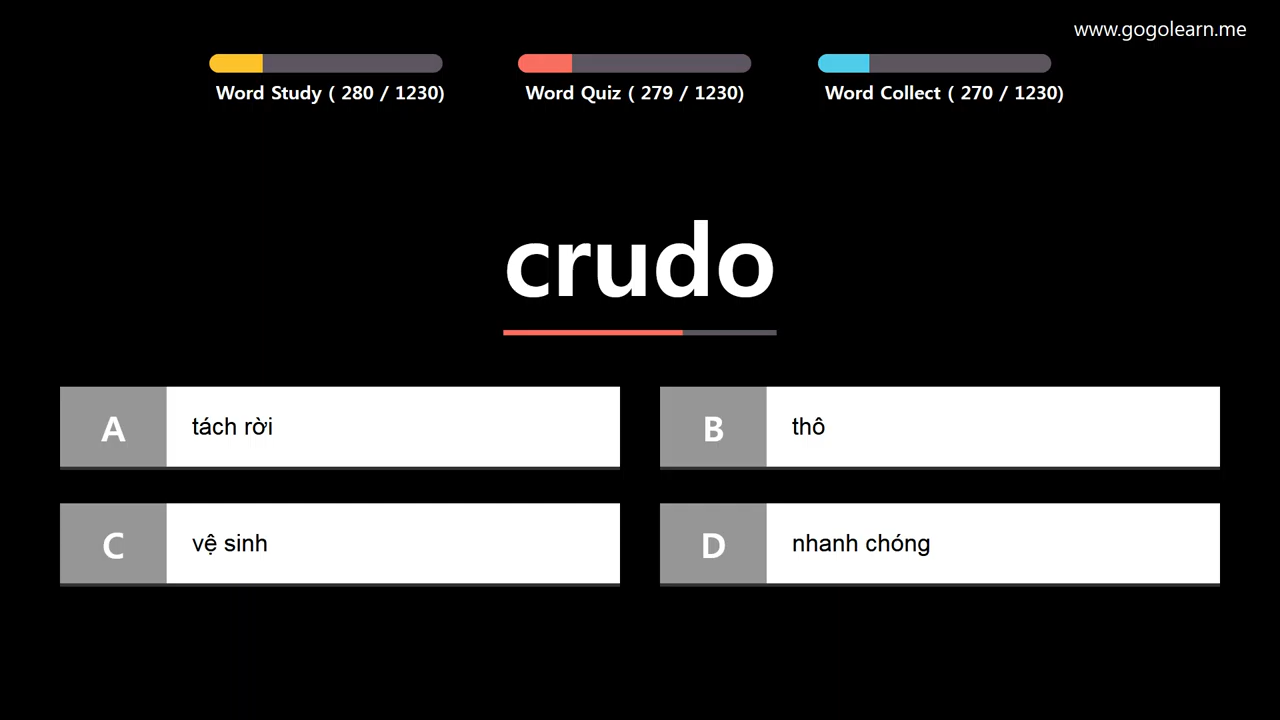 www.gogolearn.me
Word Study ( 280 / 1230)
Word Quiz ( 279 / 1230)
Word Collect ( 270 / 1230)
crudo
A tách rời
B thô
C vệ sinh
D nhanh chóng